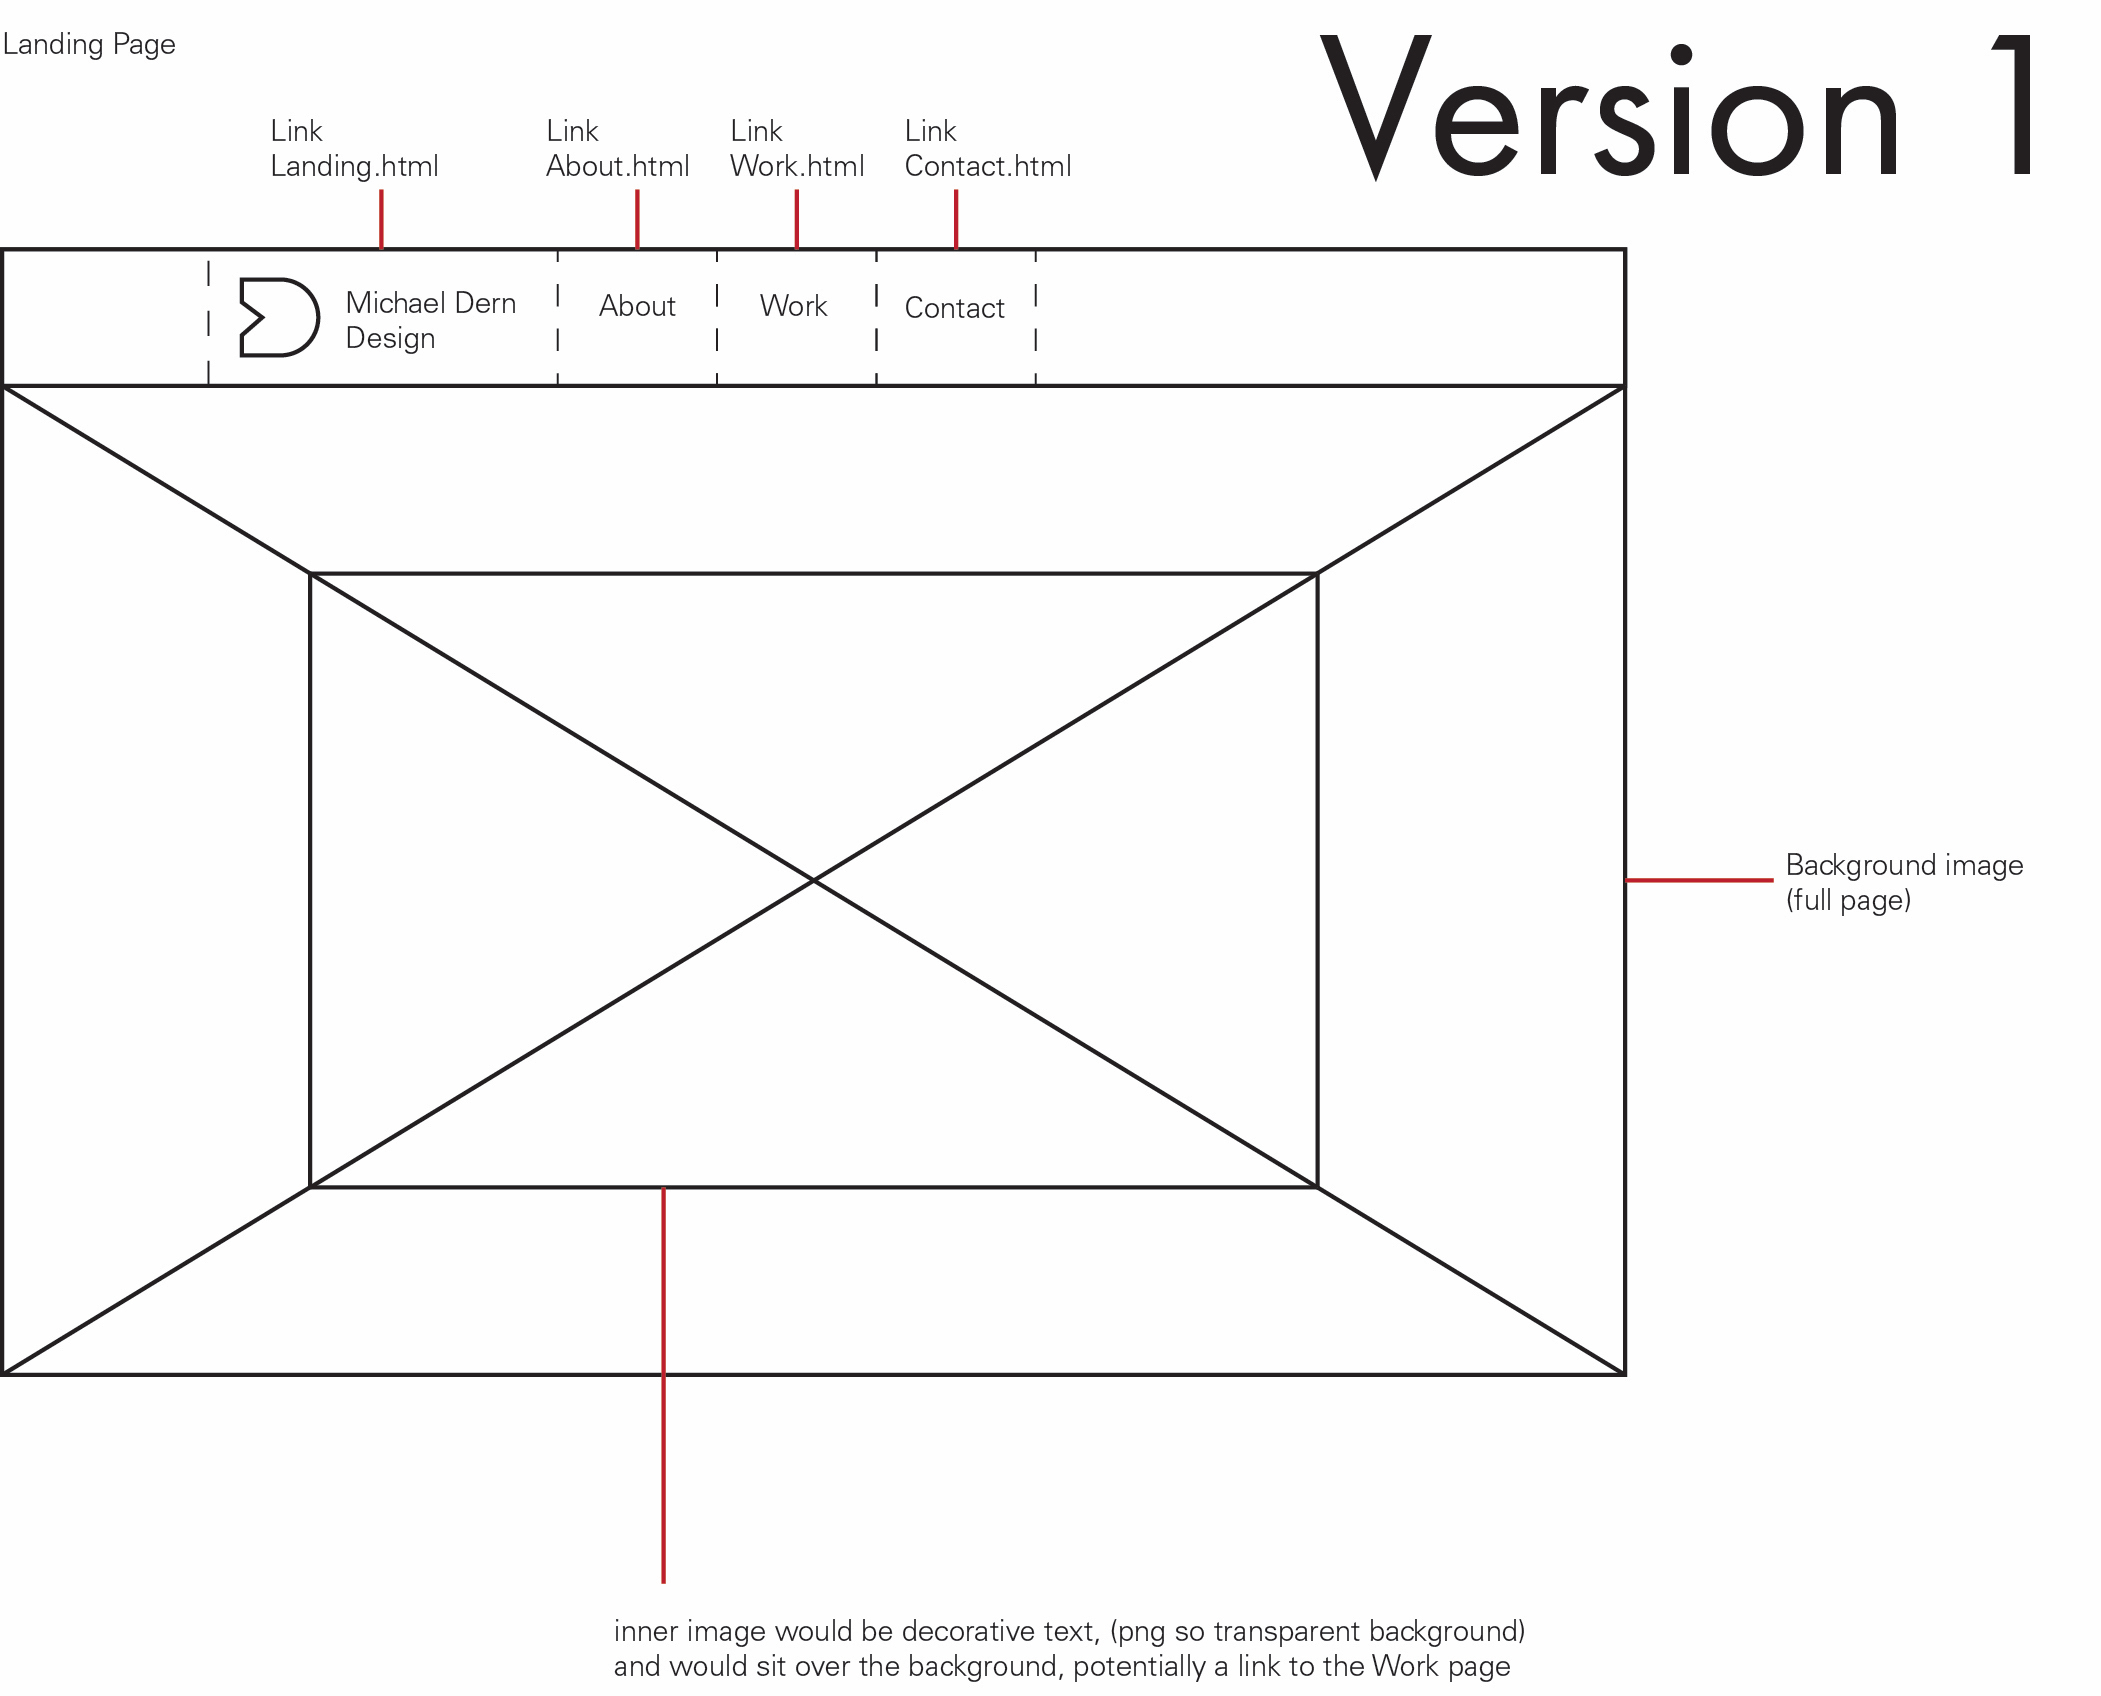 Landing Page
Version 1
Link
Landing.html
Link
About.html
Link
Work.html
Link
Contact.html
Michael Dern
Design
About
Work
Contact
Background image
(full page)
inner image would be decorative text, (png so transparent background)
and would sit over the background, potentially a link to the Work page